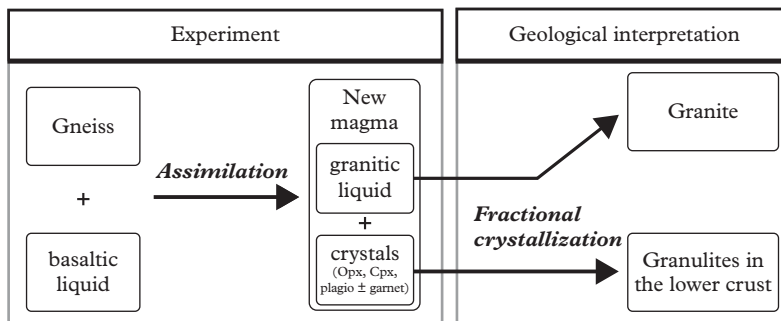 Experiment
Geological interpretation
Gneiss
+
basaltic
liquid
Assimilation
New
magma
granitic
liquid
+
crystals
(Opx, Cpx,
plagio ± garnet)
Granite
Fractional
crystallization
Granulites in
the lower crust